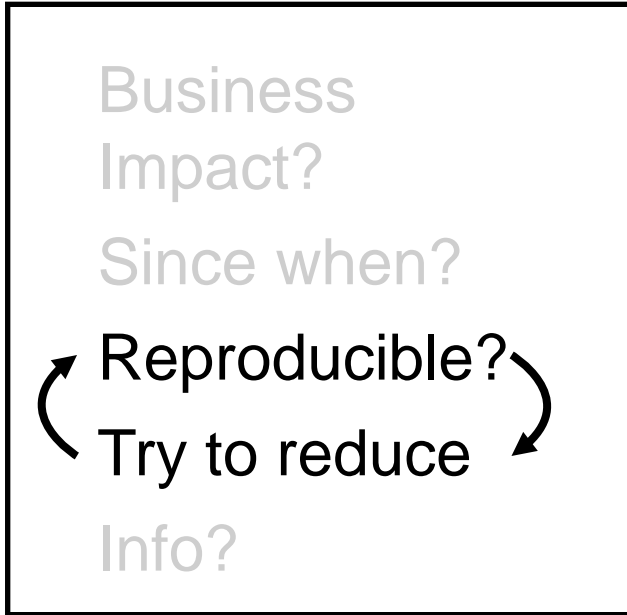 Business
Impact?
Since when?
Reproducible?
Try to reduce
Info?